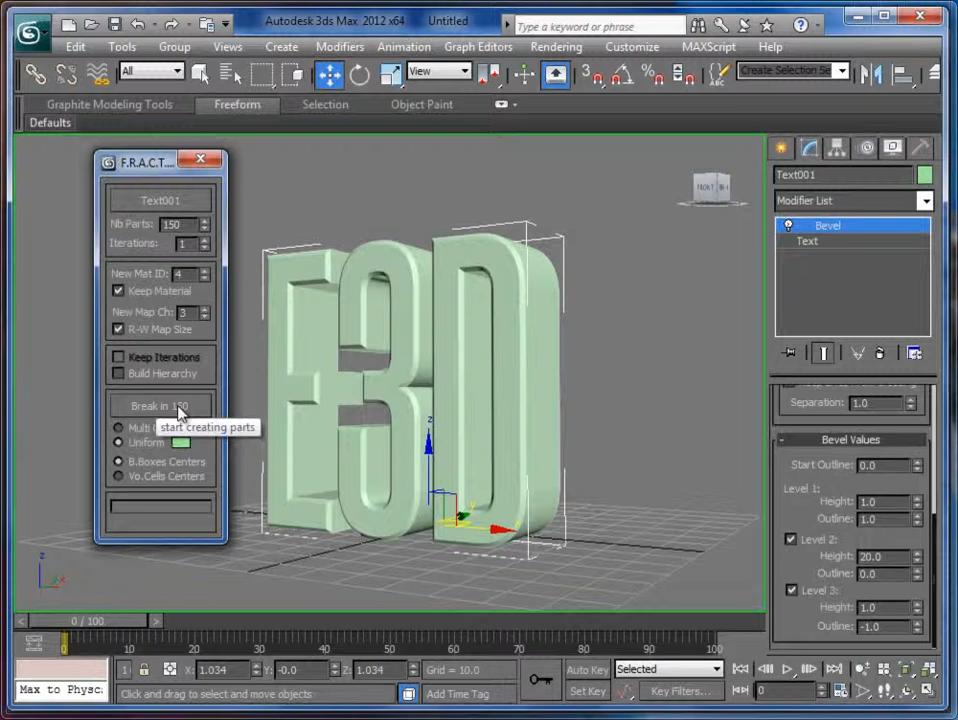 Autodesk 3ds Max 2012 x64 Untitled
Type a keyword or phrase
Edit Tools Group Views Create Modifiers Animation Graph Editors Rendering Customize MAXScript Help
All View Create Selection Se
Graphite Modeling Tools Freeform Selection Object Paint
Defaults
F.R.A.C.T....
Text001
Nb Parts: 150
Iterations: 1
New Mat ID: 4
Keep Material
New Map Ch: 3
R-W Map Size
Keep Iterations
Build Hierarchy
Break in 150
start creating parts
Multi
Uniform
B.Boxes Centers
Vo.Cells Centers
E3D
FRONT
z
y
x
z
x
Text001
Modifier List
Bevel
Text
Separation: 1.0
Bevel Values
Start Outline: 0.0
Level 1:
Height: 1.0
Outline: 1.0
Level 2:
Height: 20.0
Outline: 0.0
Level 3:
Height: 1.0
Outline: -1.0
0 / 100
0 10 20 30 40 50 60 70 80 90 100
1 X: 1.034 Y: -0.0 Z: 1.034 Grid = 10.0 Auto Key Selected
Max to Physc: Click and drag to select and move objects Add Time Tag Set Key Key Filters... 0